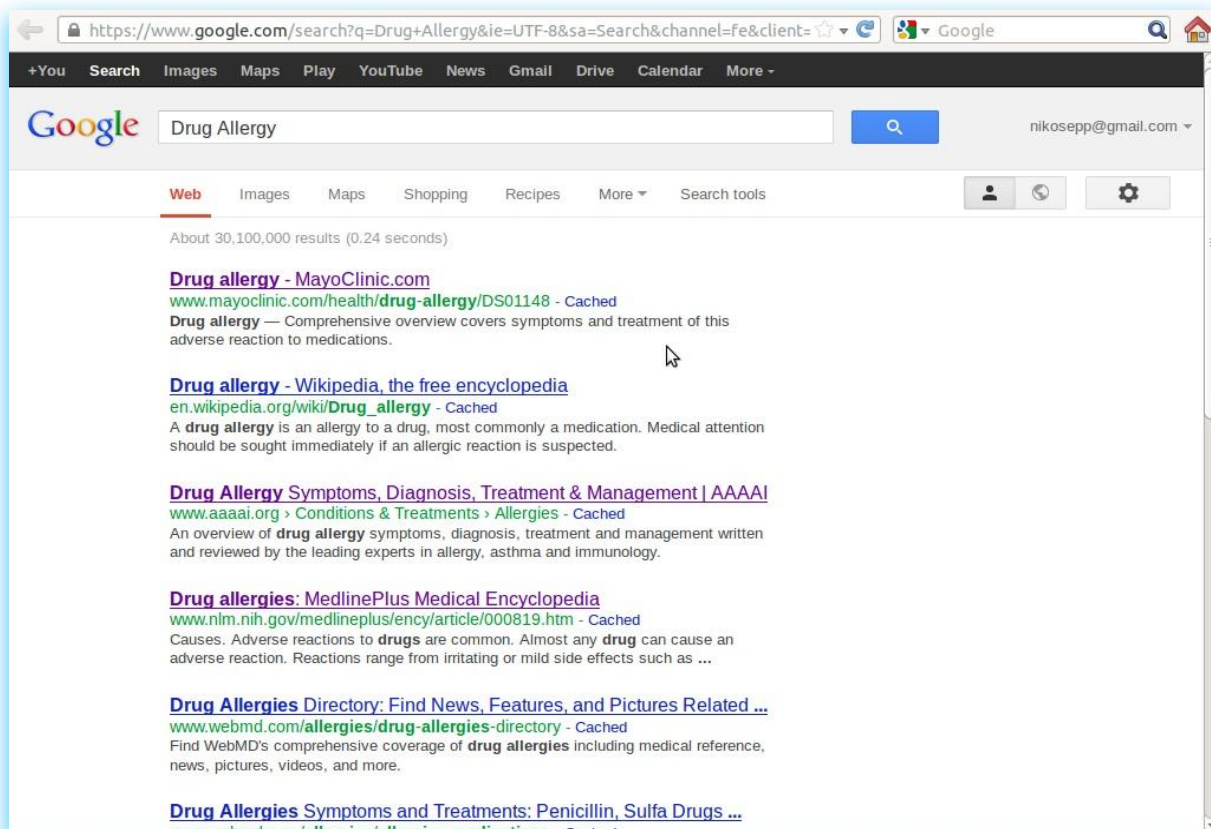 https://www.google.com/search?q=Drug+Allergy&ie=UTF-8&sa=Search&channel=fe&client= Google
+You Search Images Maps Play YouTube News Gmail Drive Calendar More
Google Drug Allergy nikosepp@gmail.com
Web Images Maps Shopping Recipes More Search tools
About 30,100,000 results (0.24 seconds)
Drug allergy - MayoClinic.com
www.mayoclinic.com/health/drug-allergy/DS01148 - Cached
Drug allergy — Comprehensive overview covers symptoms and treatment of this
adverse reaction to medications.
Drug allergy - Wikipedia, the free encyclopedia
en.wikipedia.org/wiki/Drug_allergy - Cached
A drug allergy is an allergy to a drug, most commonly a medication. Medical attention
should be sought immediately if an allergic reaction is suspected.
Drug Allergy Symptoms, Diagnosis, Treatment & Management | AAAAI
www.aaaai.org › Conditions & Treatments › Allergies - Cached
An overview of drug allergy symptoms, diagnosis, treatment and management written
and reviewed by the leading experts in allergy, asthma and immunology.
Drug allergies: MedlinePlus Medical Encyclopedia
www.nlm.nih.gov/medlineplus/ency/article/000819.htm - Cached
Causes. Adverse reactions to drugs are common. Almost any drug can cause an
adverse reaction. Reactions range from irritating or mild side effects such as ...
Drug Allergies Directory: Find News, Features, and Pictures Related ...
www.webmd.com/allergies/drug-allergies-directory - Cached
Find WebMD's comprehensive coverage of drug allergies including medical reference,
news, pictures, videos, and more.
Drug Allergies Symptoms and Treatments: Penicillin, Sulfa Drugs ...